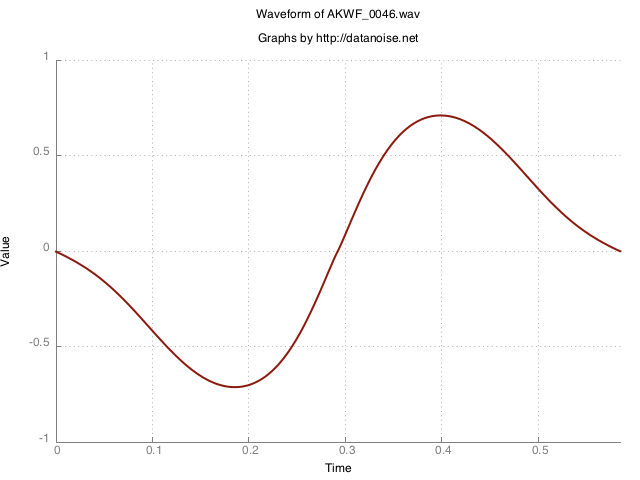 Waveform of AKWF_0046.wav
Graphs by http://datanoise.net
1
0.5
0
-0.5
-1
Value
0 0.1 0.2 0.3 0.4 0.5
Time